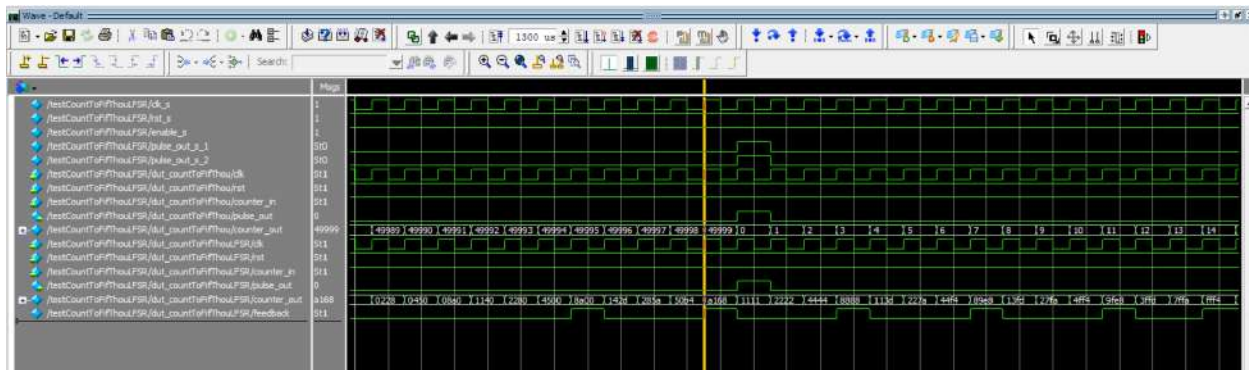 Wave - Default
1300 us
Search:
Msgs
/testCountToFifThouLFSR/clk_s 1
/testCountToFifThouLFSR/rst_s 1
/testCountToFifThouLFSR/enable_s 1
/testCountToFifThouLFSR/pulse_out_s_1 St0
/testCountToFifThouLFSR/pulse_out_s_2 St0
/testCountToFifThouLFSR/dut_countToFifThou/clk St1
/testCountToFifThouLFSR/dut_countToFifThou/rst St1
/testCountToFifThouLFSR/dut_countToFifThou/counter_in St1
/testCountToFifThouLFSR/dut_countToFifThou/pulse_out 0
/testCountToFifThouLFSR/dut_countToFifThou/counter_out 49999 49989 49990 49991 49992 49993 49994 49995 49996 49997 49998 49999 0 1 2 3 4 5 6 7 8 9 10 11 12 13 14
/testCountToFifThouLFSR/dut_countToFifThouLFSR/clk St1
/testCountToFifThouLFSR/dut_countToFifThouLFSR/rst St1
/testCountToFifThouLFSR/dut_countToFifThouLFSR/counter_in St1
/testCountToFifThouLFSR/dut_countToFifThouLFSR/pulse_out 0
/testCountToFifThouLFSR/dut_countToFifThouLFSR/counter_out a168 0228 0450 08a0 1140 2280 4500 8a00 142d 285a 50b4 a168 1111 2222 4444 8888 113d 227a 44f4 89e8 13fd 27fa 4ff4 9fe8 3ffd 7ffa fff4
/testCountToFifThouLFSR/dut_countToFifThouLFSR/feedback St1